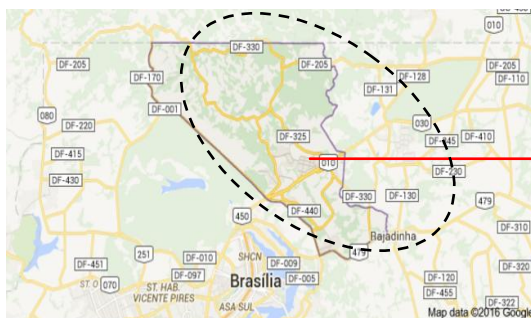 010
DF-330
DF-205
DF-205
DF-170
DF-128
DF-205
DF-131
DF-110
DF-001
080
DF-220
030
DF-325
DF-345
DF-410
DF-415
010
DF-230
DF-430
DF-330
DF-130
479
DF-440
450
DF-310
Rajadinha
251
DF-010
SHCN
479
DF-451
DF-009
DF-320
070
DF-097
DF-005
DF-120
ST. O
ST. HAB.
VICENTE PIRES
Brasília
DF-455
DF-322
ASA SUL
Map data ©2016 Google